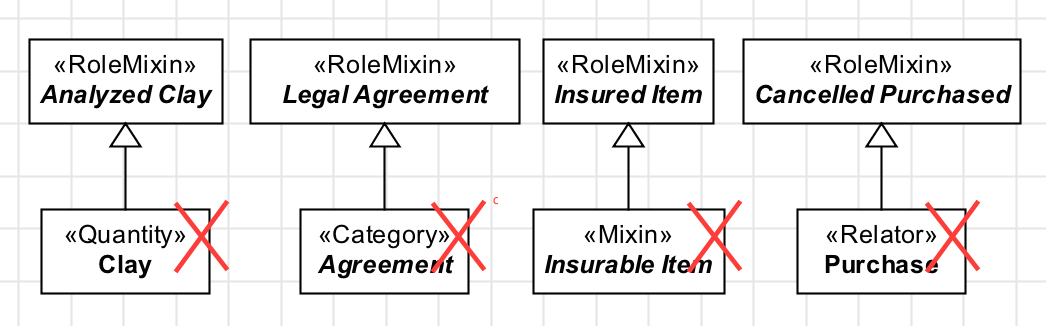 «RoleMixin»
Analyzed Clay
«RoleMixin»
Legal Agreement
«RoleMixin»
Insured Item
«RoleMixin»
Cancelled Purchased
«Quantity»
Clay
«Category»
Agreement
c
«Mixin»
Insurable Item
«Relator»
Purchase